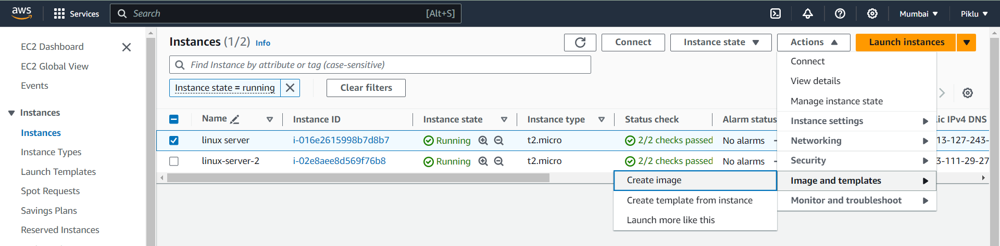 aws Services Search [Alt+S] Mumbai Piklu
EC2 Dashboard
EC2 Global View
Events
Instances
Instances
Instance Types
Launch Templates
Spot Requests
Savings Plans
Reserved Instances
Instances (1/2) Info
Connect
Instance state
Actions
Launch instances
Find Instance by attribute or tag (case-sensitive)
Instance state = running
Clear filters
Name Instance ID Instance state Instance type Status check Alarm status IPv4 DNS
linux server i-016e2615998b7d8b7 Running t2.micro 2/2 checks passed No alarms 13-127-243-
linux-server-2 i-02e8aee8d569f76b8 Running t2.micro 2/2 checks passed No alarms 3-111-29-27
Connect
View details
Manage instance state
Instance settings
Networking
Security
Image and templates
Monitor and troubleshoot
Create image
Create template from instance
Launch more like this